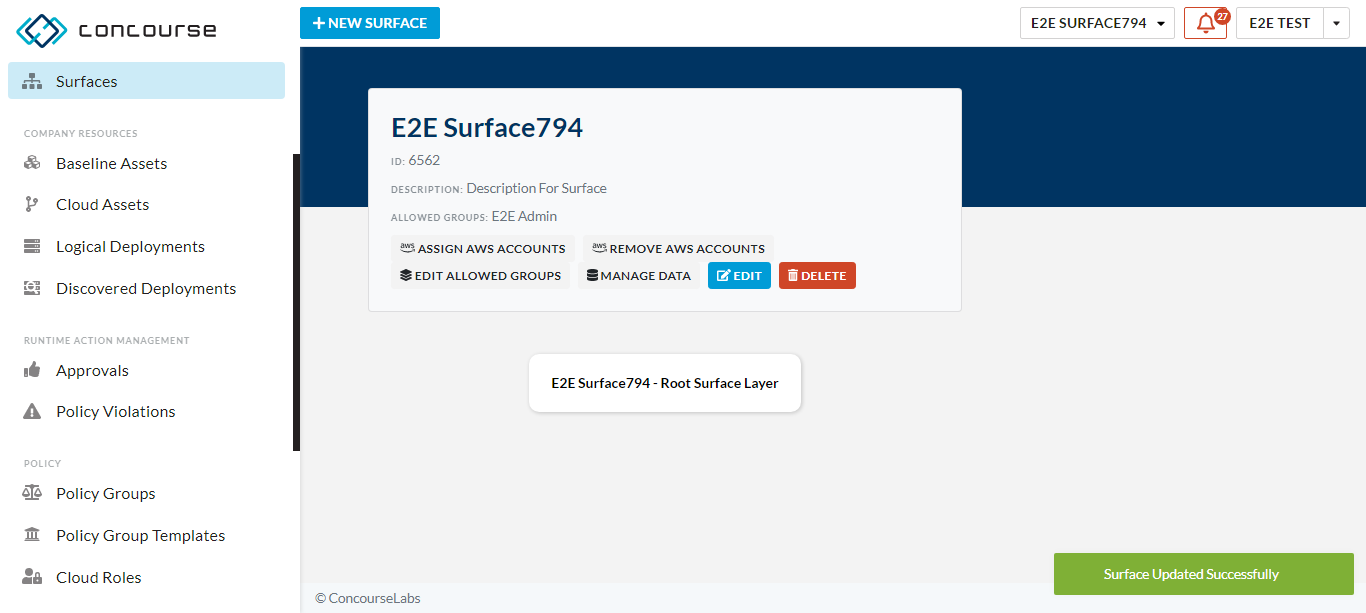 concourse
NEW SURFACE
E2E SURFACE794
27
E2E TEST
Surfaces
COMPANY RESOURCES
Baseline Assets
Cloud Assets
Logical Deployments
Discovered Deployments
RUNTIME ACTION MANAGEMENT
Approvals
Policy Violations
POLICY
Policy Groups
Policy Group Templates
Cloud Roles
E2E Surface794
ID: 6562
DESCRIPTION: Description For Surface
ALLOWED GROUPS: E2E Admin
aws ASSIGN AWS ACCOUNTS aws REMOVE AWS ACCOUNTS
EDIT ALLOWED GROUPS MANAGE DATA EDIT DELETE
E2E Surface794 - Root Surface Layer
Surface Updated Successfully
© ConcourseLabs